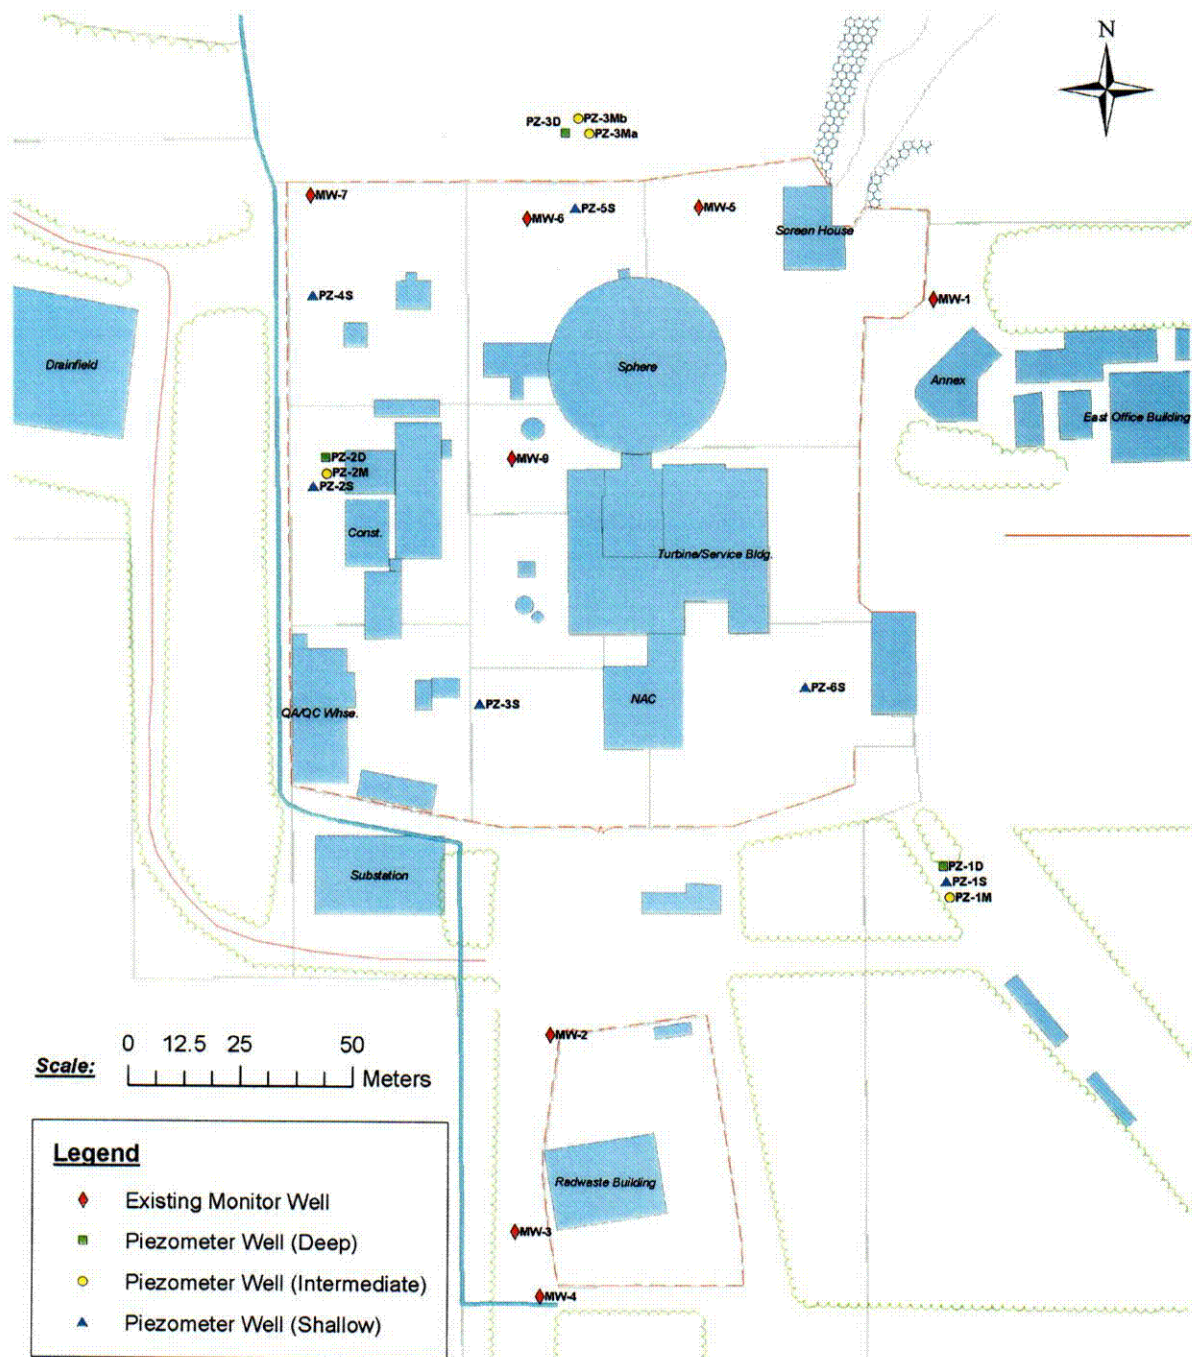 N
PZ-3D
PZ-3Mb
PZ-3Ma
MW-7
MW-6
PZ-5S
MW-5
Screen House
PZ-4S
MW-1
Drainfield
Sphere
Annex
East Office Building
PZ-2D
PZ-2M
PZ-2S
MW-9
Const.
Turbine/Service Bldg.
QA/QC Whse.
PZ-3S
NAC
PZ-6S
Substation
PZ-1D
PZ-1S
PZ-1M
MW-2
Scale:
0 12.5 25 50
Meters
Radwaste Building
MW-3
MW-4
Legend
Existing Monitor Well
Piezometer Well (Deep)
Piezometer Well (Intermediate)
Piezometer Well (Shallow)